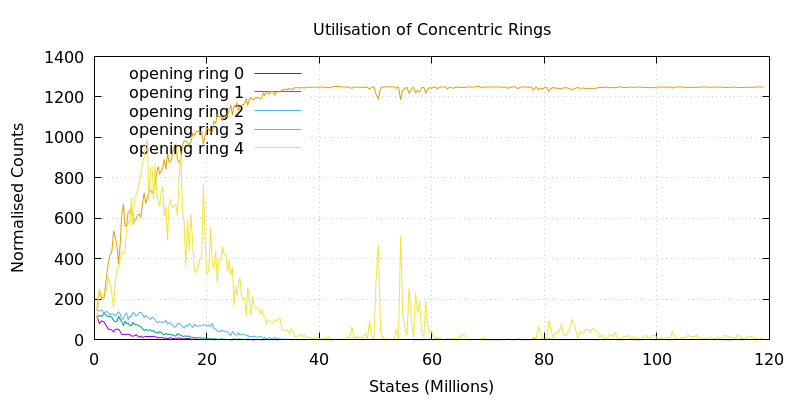 Utilisation of Concentric Rings
1400
1200
1000
800
600
400
200
0
Normalised Counts
opening ring 0
opening ring 1
opening ring 2
opening ring 3
opening ring 4
0 20 40 60 80 100 120
States (Millions)